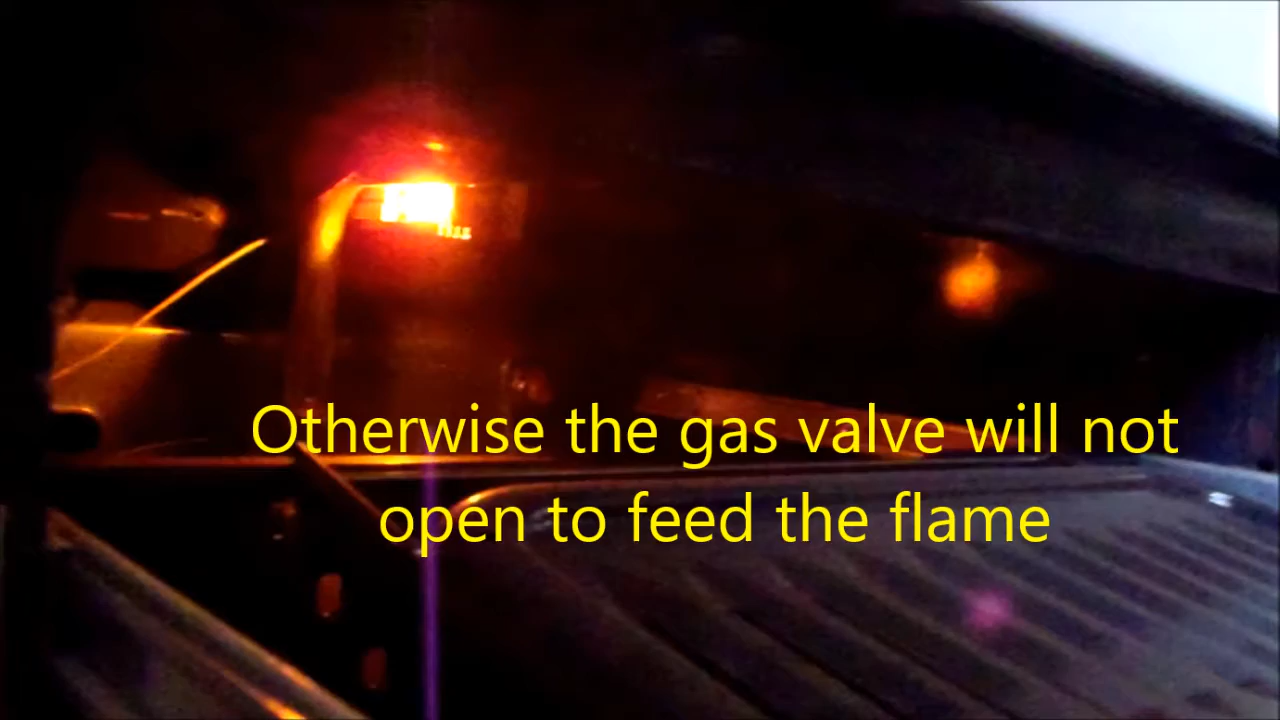 Otherwise the gas valve will not
open to feed the flame